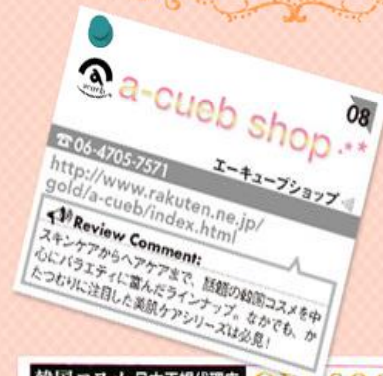 08
a-cueb
a-cueb shop.**
エーキューブショップ
☎06-4705-7571
http://www.rakuten.ne.jp/
gold/a-cueb/index.html
Review Comment:
スキンケアからヘアケアまで、話題の韓国コスメを中
心にバラエティに富んだラインナップ。なかでも、か
たつむりに注目した美肌ケアシリーズは必見!